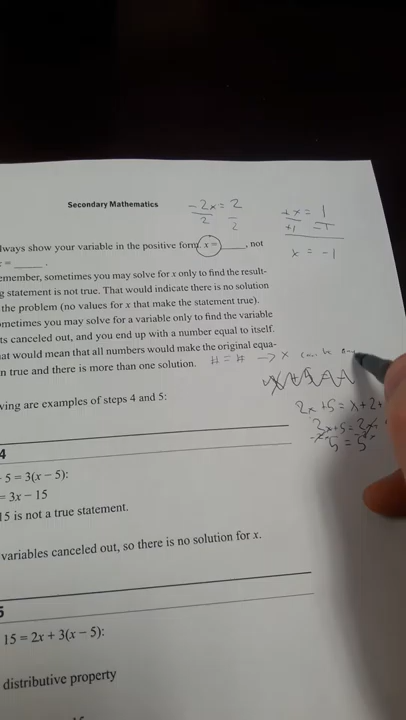 Secondary Mathematics
-2x = 2
2 2
x = 1
x = -1
lways show your variable in the positive form, x = ____, not
= ____.
emember, sometimes you may solve for x only to find the result-
g statement is not true. That would indicate there is no solution
the problem (no values for x that make the statement true).
ometimes you may solve for a variable only to find the variable
ts canceled out, and you end up with a number equal to itself.
at would mean that all numbers would make the original equa-
n true and there is more than one solution.
# = # → x can be any
2x + 5 = x + 2 +
5 = 5
ving are examples of steps 4 and 5:
4
- 5 = 3(x – 5):
= 3x – 15
15 is not a true statement.
variables canceled out, so there is no solution for x.
5
15 = 2x + 3(x – 5):
distributive property